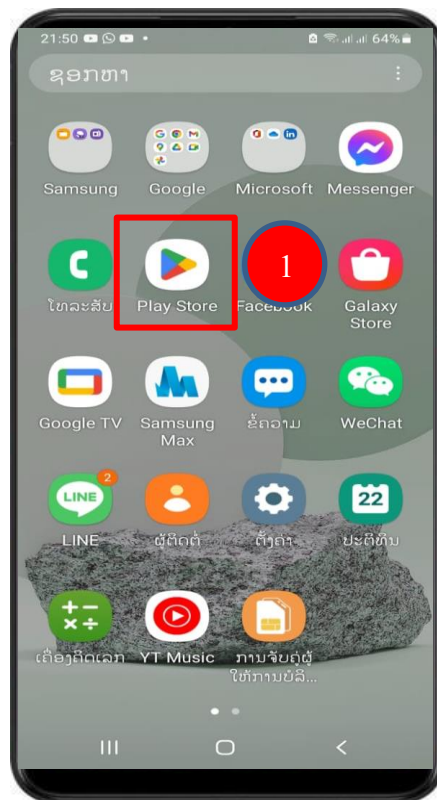 21:50
64%
ຊອກຫາ
Samsung
Google
Microsoft
Messenger
ໂທລະສັບ
Play Store
1
Facebook
Galaxy
Store
Google TV
Samsung
Max
ຂໍ້ຄວາມ
WeChat
LINE
2
22
LINE
ຜູ້ຕິດຕໍ່
ຕັ້ງຄ່າ
ປະຕິທິນ
ເຄື່ອງຄິດເລກ
YT Music
ການຈັບຄູ່ຜູ້
ໃຫ້ການບໍລິ...